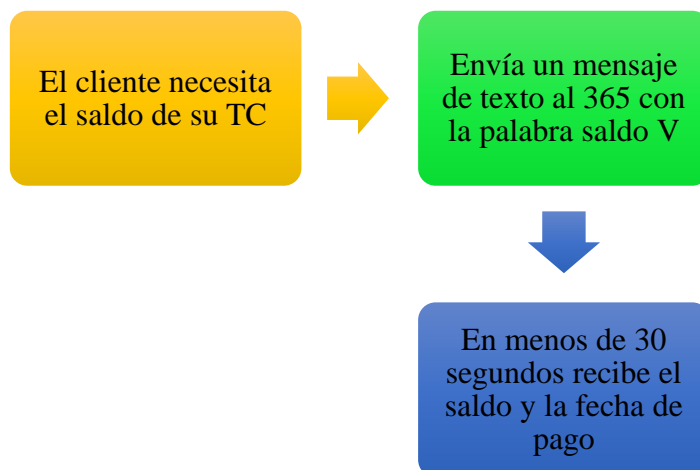 El cliente necesita
el saldo de su TC
Envía un mensaje
de texto al 365 con
la palabra saldo V
En menos de 30
segundos recibe el
saldo y la fecha de
pago